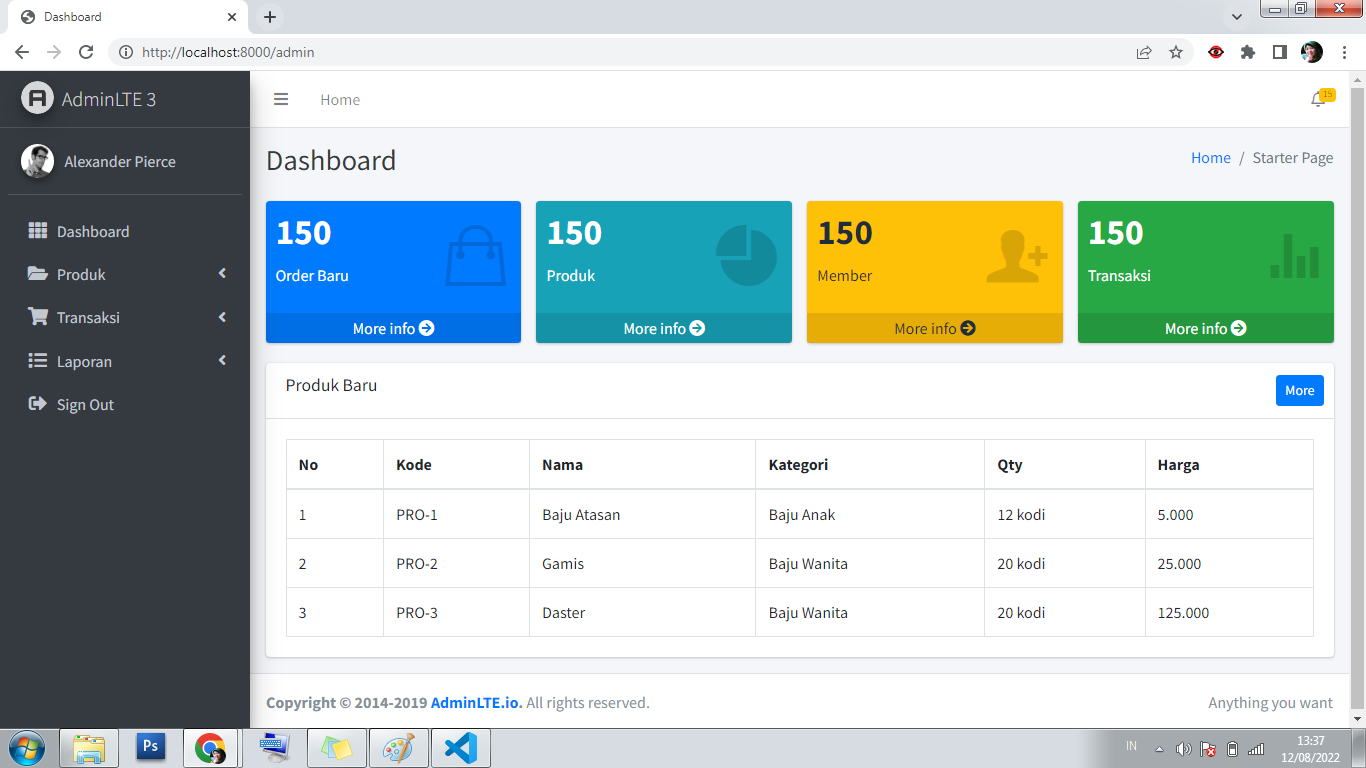 Dashboard
http://localhost:8000/admin
AdminLTE 3
Home
15
Alexander Pierce
Dashboard
Home / Starter Page
Dashboard
Produk
Transaksi
Laporan
Sign Out
150
Order Baru
More info
150
Produk
More info
150
Member
More info
150
Transaksi
More info
Produk Baru
More
No Kode Nama Kategori Qty Harga
1 PRO-1 Baju Atasan Baju Anak 12 kodi 5.000
2 PRO-2 Gamis Baju Wanita 20 kodi 25.000
3 PRO-3 Daster Baju Wanita 20 kodi 125.000
Copyright © 2014-2019 AdminLTE.io. All rights reserved.
Anything you want
Ps
IN
13:37
12/08/2022